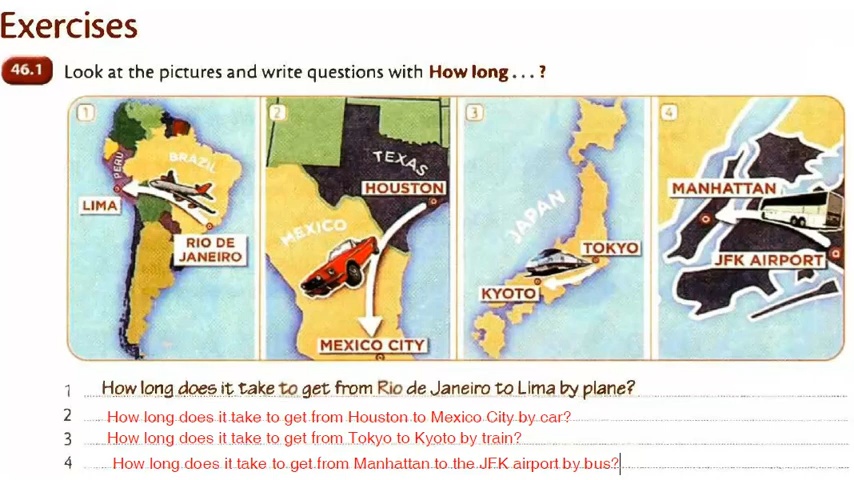 Exercises
46.1 Look at the pictures and write questions with How long . . . ?
1
PERU
BRAZIL
LIMA
RIO DE
JANEIRO
2
TEXAS
HOUSTON
MEXICO
MEXICO CITY
3
JAPAN
TOKYO
KYOTO
4
MANHATTAN
JFK AIRPORT
1 How long does it take to get from Rio de Janeiro to Lima by plane?
2 How long does it take to get from Houston to Mexico City by car?
3 How long does it take to get from Tokyo to Kyoto by train?
4 How long does it take to get from Manhattan to the JFK airport by bus?